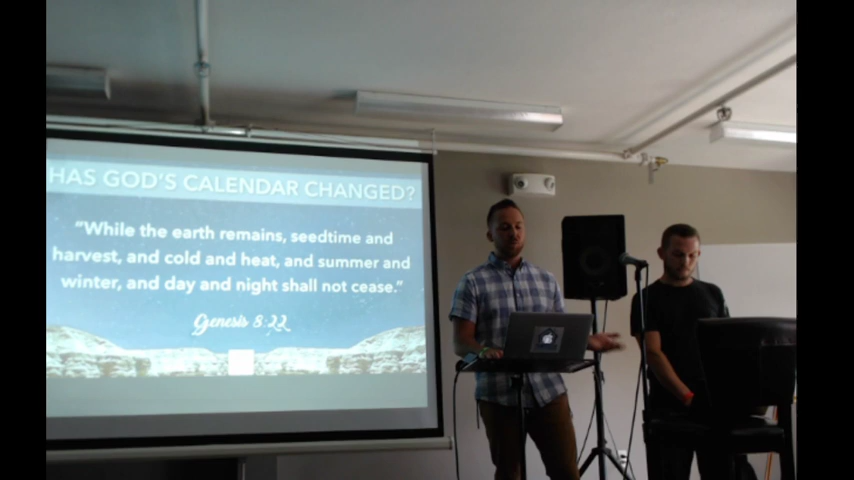 HAS GOD'S CALENDAR CHANGED?
"While the earth remains, seedtime and
harvest, and cold and heat, and summer and
winter, and day and night shall not cease."
Genesis 8:22